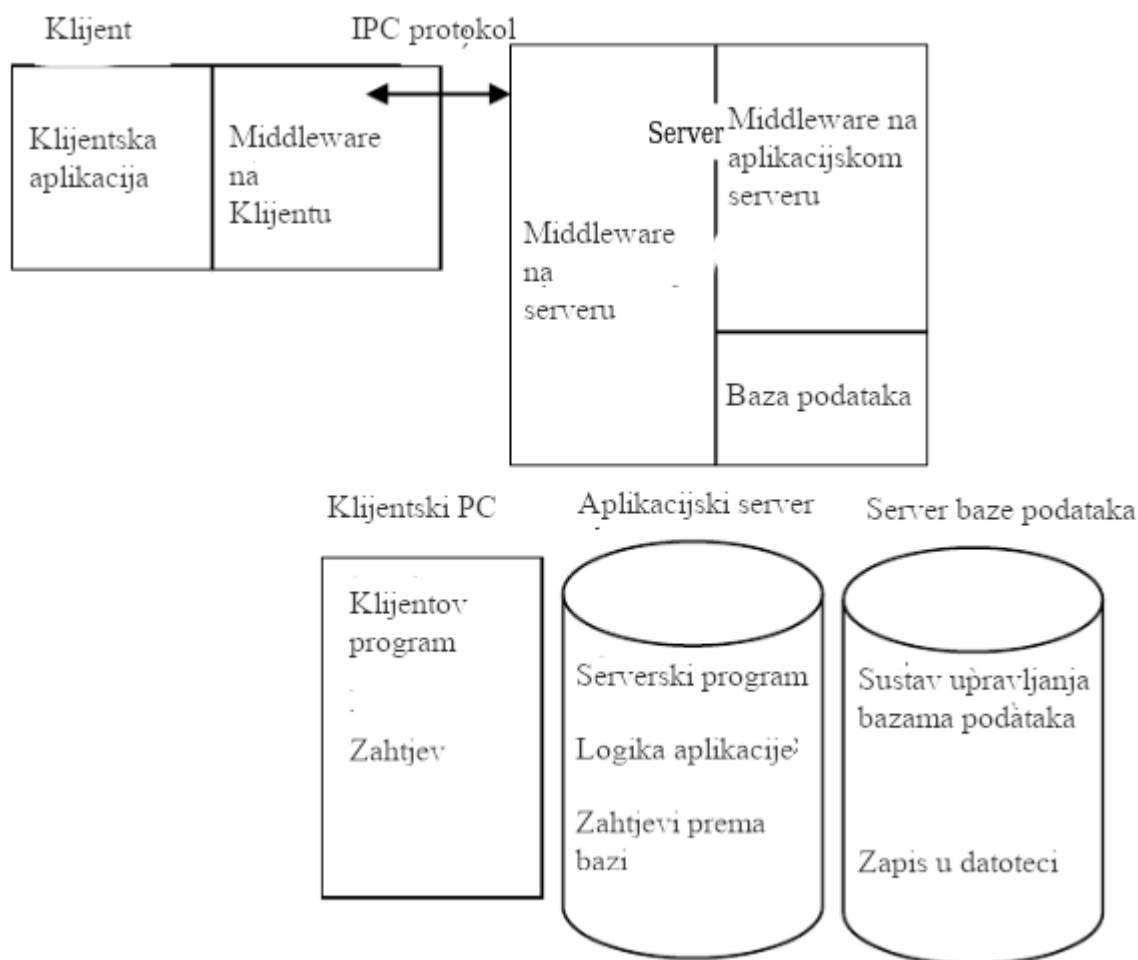 Klijent
IPC protokol
Klijentska
aplikacija
Middleware
na
Klijentu
Server
Middleware
na
serveru
Middleware na
aplikacijskom
serveru
Baza podataka
Klijentski PC
Aplikacijski server
Server baze podataka
Klijentov
program
Zahtjev
Serverski program
Logika aplikacije
Zahtjevi prema
bazi
Sustav upravljanja
bazama podataka
Zapis u datoteci